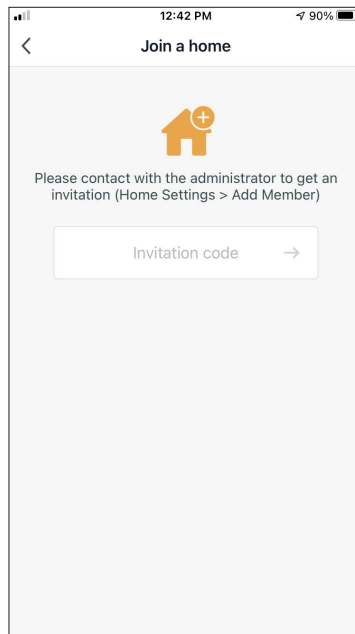 12:42 PM
90%
Join a home
Please contact with the administrator to get an
invitation (Home Settings > Add Member)
Invitation code